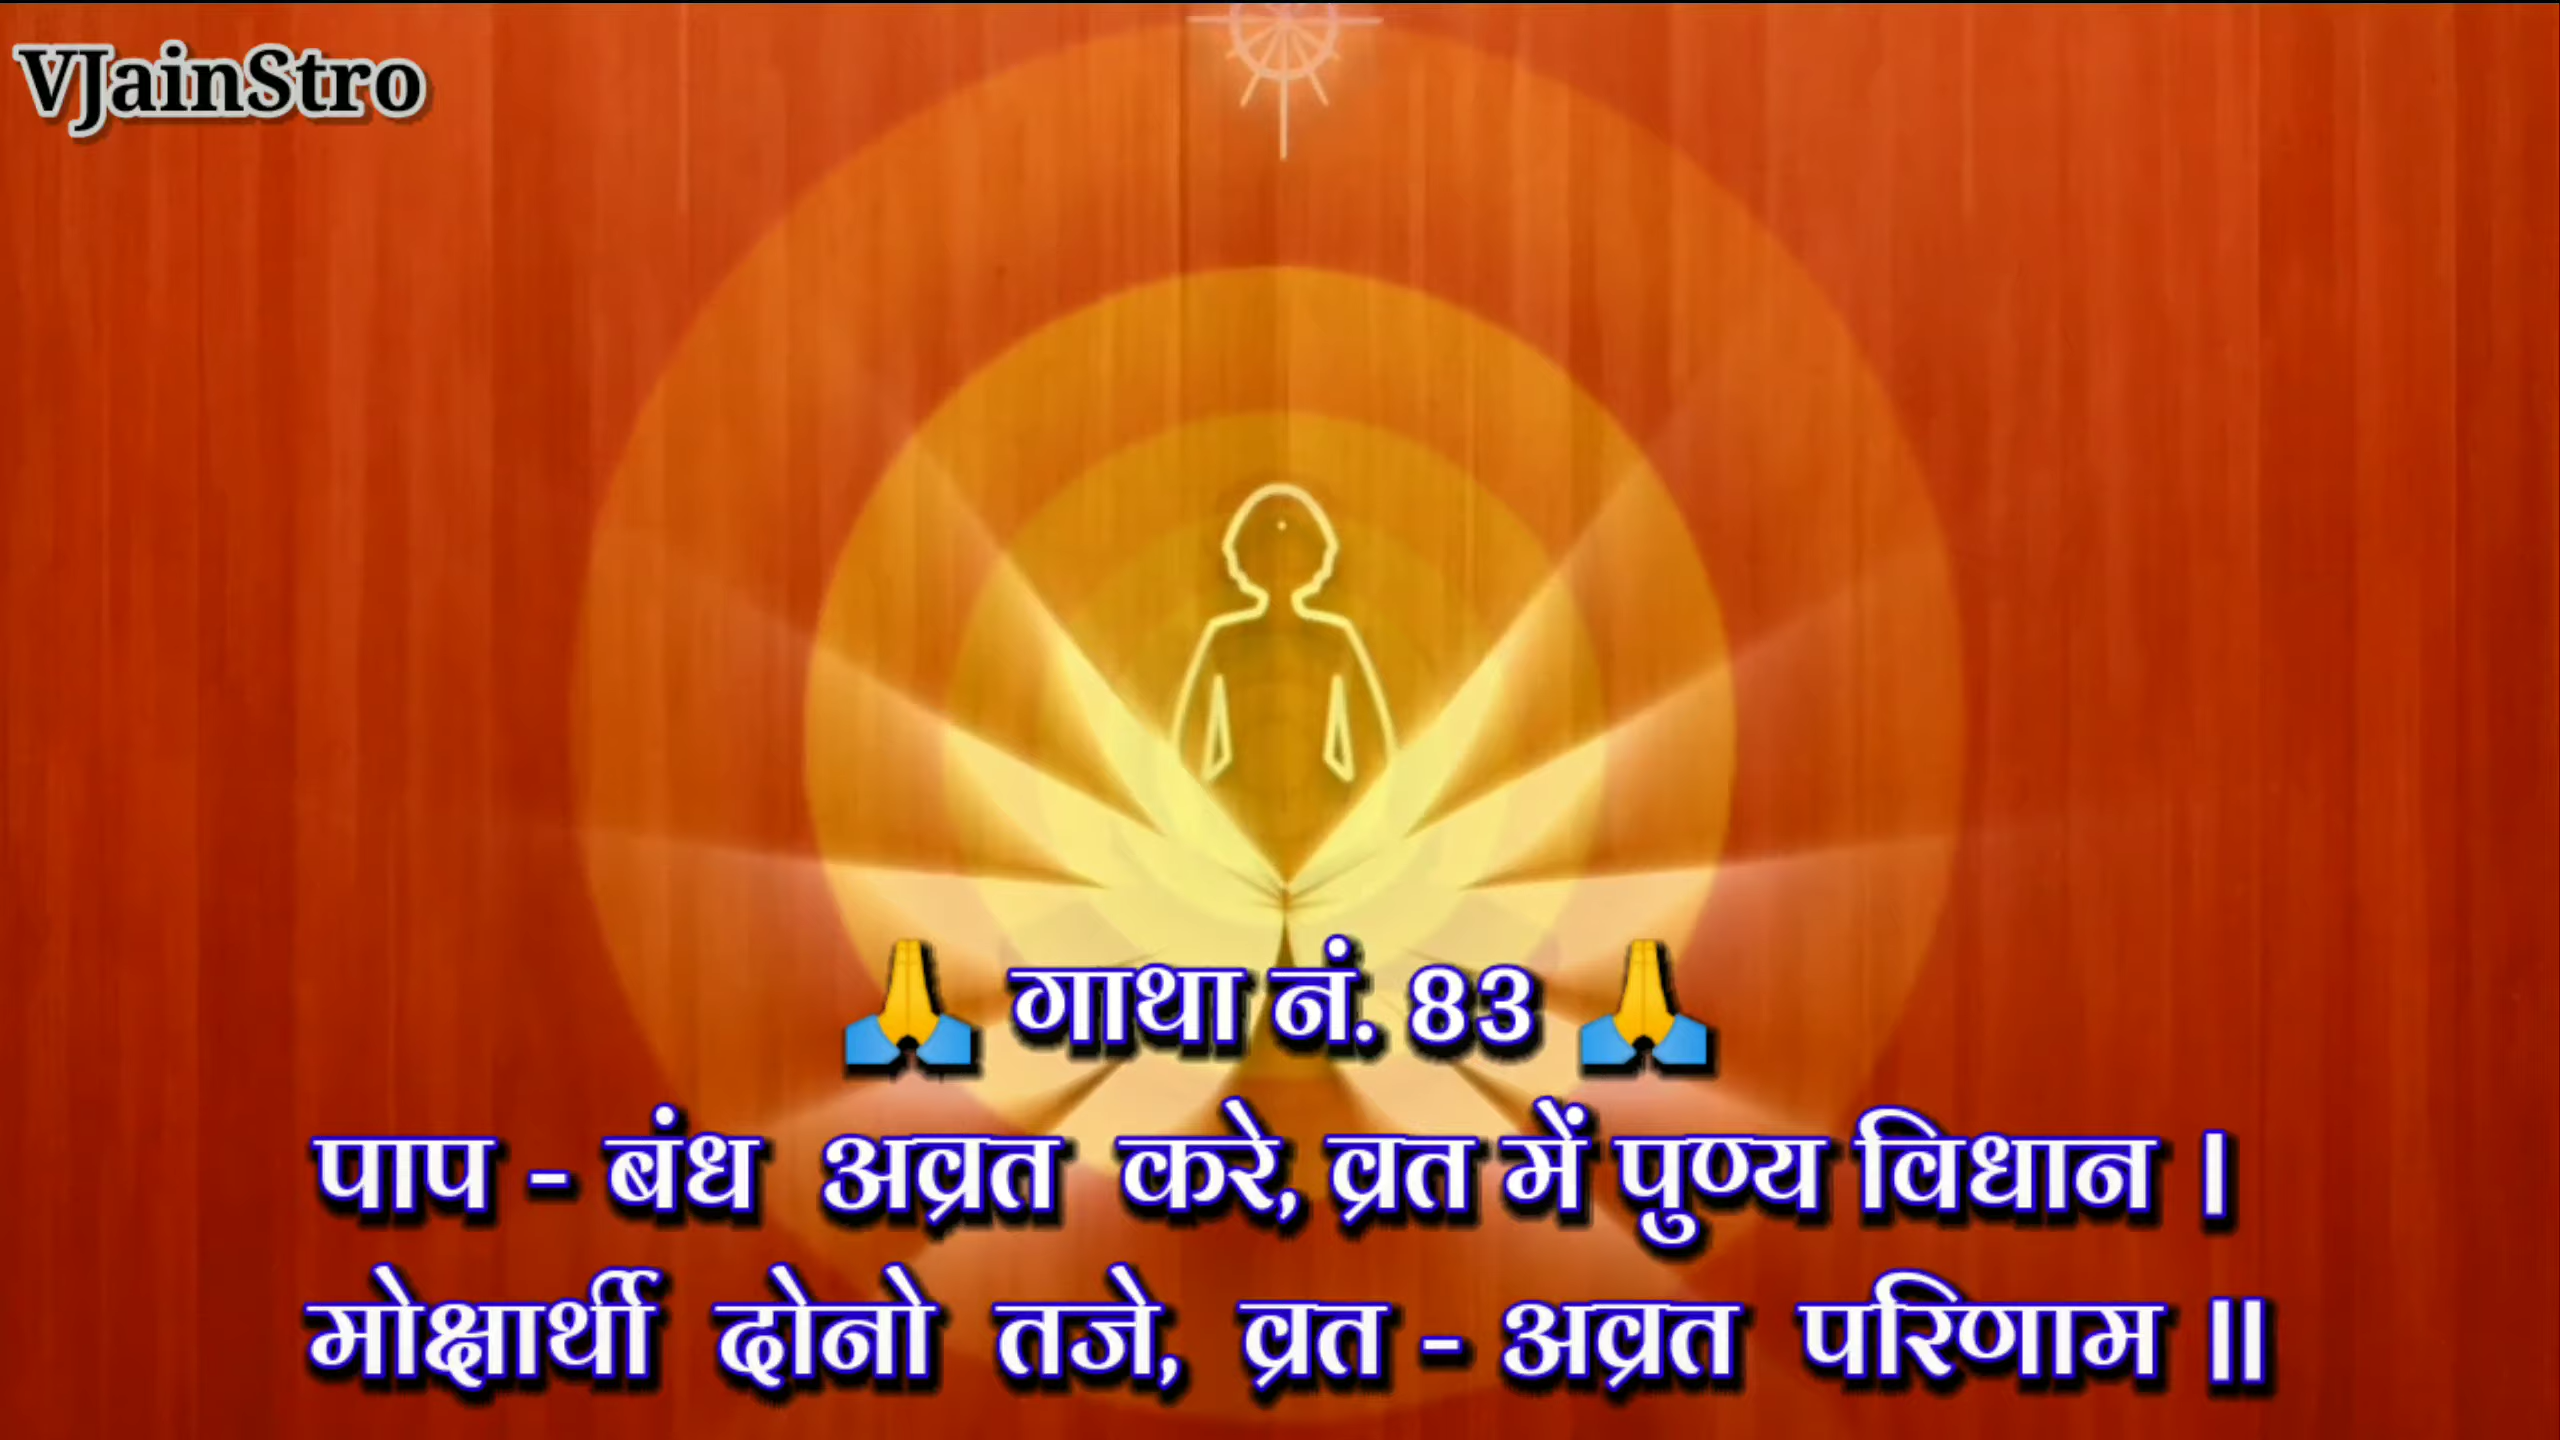 VJainStro
🙏 गाथा नं. 83 🙏
पाप - बंध अव्रत करे, व्रत में पुण्य विधान ।
मोक्षार्थी दोनो तजे, व्रत - अव्रत परिणाम ॥